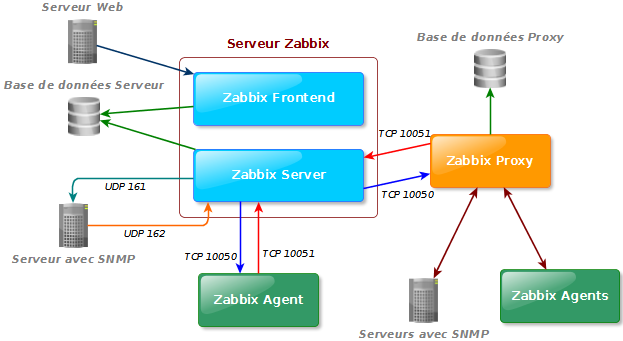 Serveur Web
Serveur Zabbix
Base de données Proxy
Base de données Serveur
Zabbix Frontend
TCP 10051
Zabbix Server
Zabbix Proxy
UDP 161
TCP 10050
UDP 162
Serveur avec SNMP
TCP 10050
TCP 10051
Zabbix Agent
Zabbix Agents
Serveurs avec SNMP